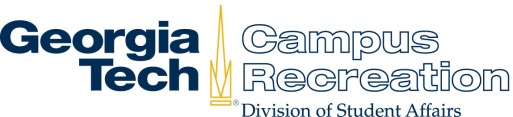 Georgia Tech
Campus Recreation
®
Division of Student Affairs